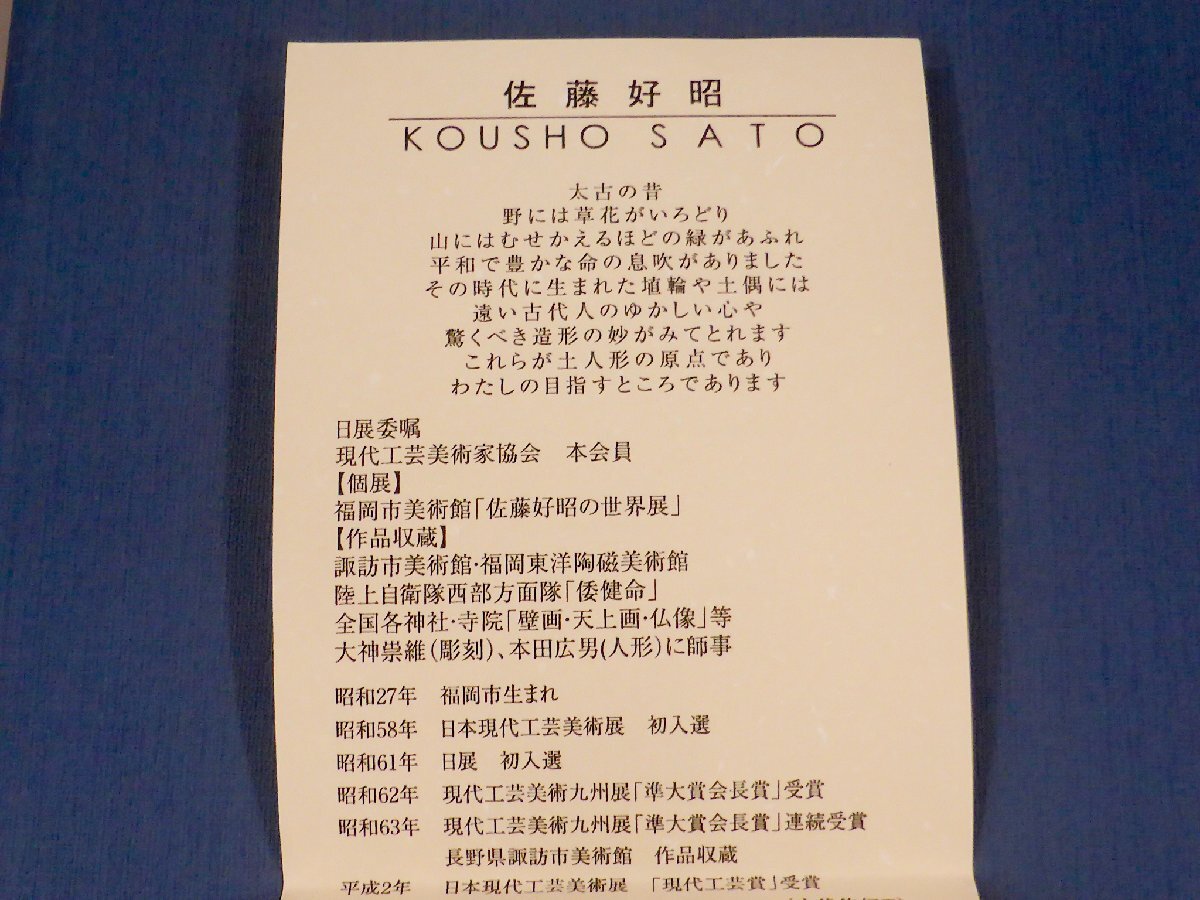 佐藤好昭
KOUSHO SATO
太古の昔
野には草花がいろどり
山にはむせかえるほどの緑があふれ
平和で豊かな命の息吹がありました
その時代に生まれた埴輪や土偶には
遠い古代人のゆかしい心や
驚くべき造形の妙がみてとれます
これらが土人形の原点であり
わたしの目指すところであります
日展委嘱
現代工芸美術家協会　本会員
【個展】
福岡市美術館「佐藤好昭の世界展」
【作品収蔵】
諏訪市美術館・福岡東洋陶磁美術館
陸上自衛隊西部方面隊「倭健命」
全国各神社・寺院「壁画・天上画・仏像」等
大神崇維(彫刻)、本田広男(人形)に師事
昭和27年　福岡市生まれ
昭和58年　日本現代工芸美術展　初入選
昭和61年　日展　初入選
昭和62年　現代工芸美術九州展「準大賞会長賞」受賞
昭和63年　現代工芸美術九州展「準大賞会長賞」連続受賞
長野県諏訪市美術館　作品収蔵
平成2年　日本現代工芸美術展　「現代工芸賞」受賞